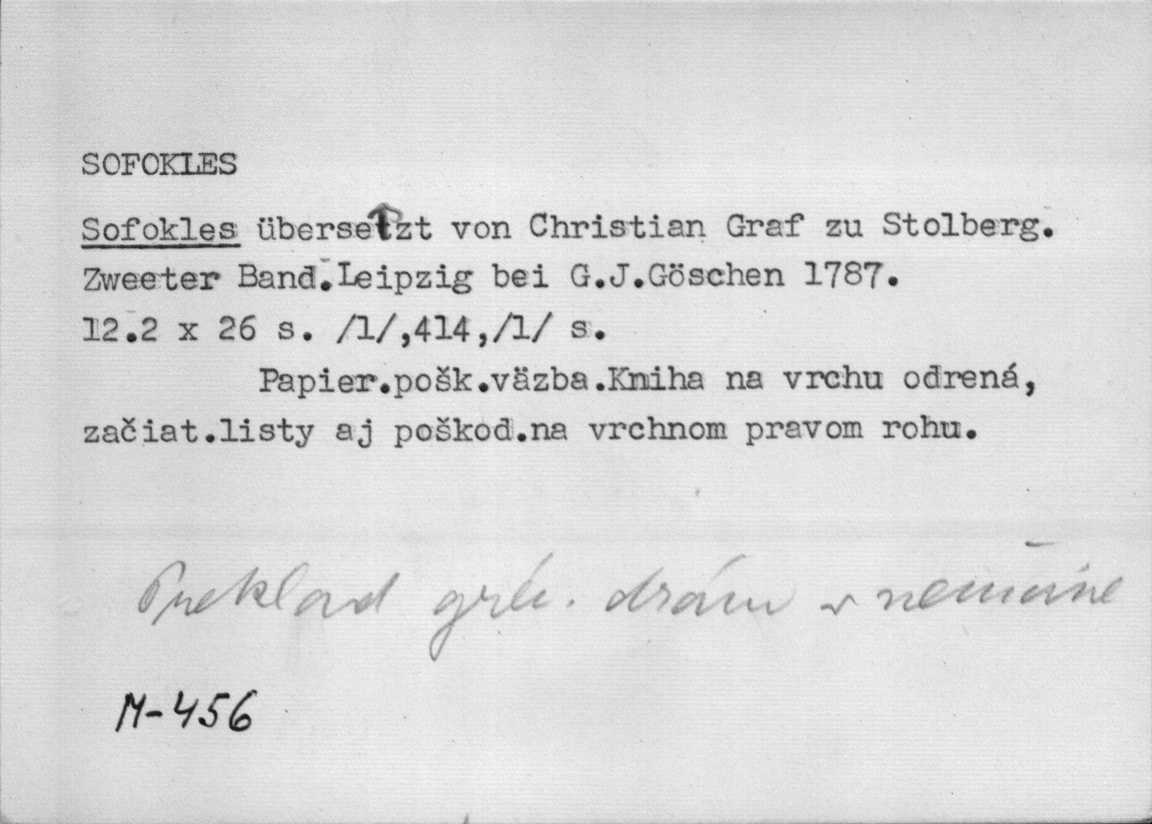 SOFOKLES
Sofokles übersetzt von Christian Graf zu Stolberg.
Zweeter Band.Leipzig bei G.J.Göschen 1787.
12.2 x 26 s. /1/,414,/1/ s.
Papier.pošk.väzba.Kniha na vrchu odrená,
začiat.listy aj poškod.na vrchnom pravom rohu.
Preklad gréc. drám v nemčine
M-456